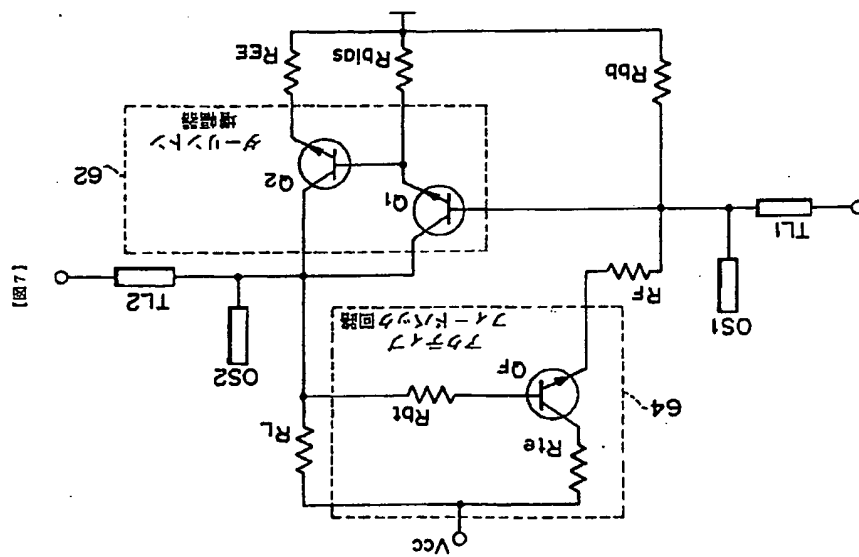 【図7】
Vcc
Rte
RL
64
Rbt
QF
アクティブ
フィードバック回路
OS1
OS2
RF
TL1
TL2
Q1
Q2
62
ダーリントン
増幅器
Rbb
Rbias
REE